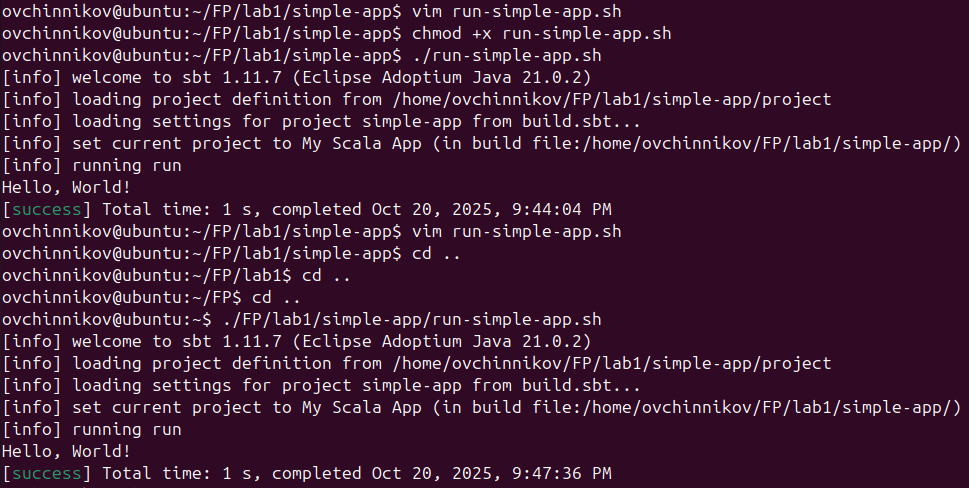 ovchinnikov@ubuntu:~/FP/lab1/simple-app$ vim run-simple-app.sh
ovchinnikov@ubuntu:~/FP/lab1/simple-app$ chmod +x run-simple-app.sh
ovchinnikov@ubuntu:~/FP/lab1/simple-app$ ./run-simple-app.sh
[info] welcome to sbt 1.11.7 (Eclipse Adoptium Java 21.0.2)
[info] loading project definition from /home/ovchinnikov/FP/lab1/simple-app/project
[info] loading settings for project simple-app from build.sbt...
[info] set current project to My Scala App (in build file:/home/ovchinnikov/FP/lab1/simple-app/)
[info] running run
Hello, World!
[success] Total time: 1 s, completed Oct 20, 2025, 9:44:04 PM
ovchinnikov@ubuntu:~/FP/lab1/simple-app$ vim run-simple-app.sh
ovchinnikov@ubuntu:~/FP/lab1/simple-app$ cd ..
ovchinnikov@ubuntu:~/FP/lab1$ cd ..
ovchinnikov@ubuntu:~/FP$ cd ..
ovchinnikov@ubuntu:~$ ./FP/lab1/simple-app/run-simple-app.sh
[info] welcome to sbt 1.11.7 (Eclipse Adoptium Java 21.0.2)
[info] loading project definition from /home/ovchinnikov/FP/lab1/simple-app/project
[info] loading settings for project simple-app from build.sbt...
[info] set current project to My Scala App (in build file:/home/ovchinnikov/FP/lab1/simple-app/)
[info] running run
Hello, World!
[success] Total time: 1 s, completed Oct 20, 2025, 9:47:36 PM